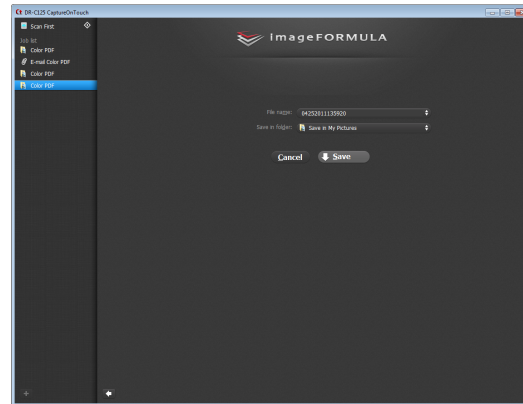 DR-C125 CaptureOnTouch
Scan First
Job list
Color PDF
E-mail Color PDF
Color PDF
Color PDF
imageFORMULA
File name: 04252011135920
Save in folder: Save in My Pictures
Cancel Save